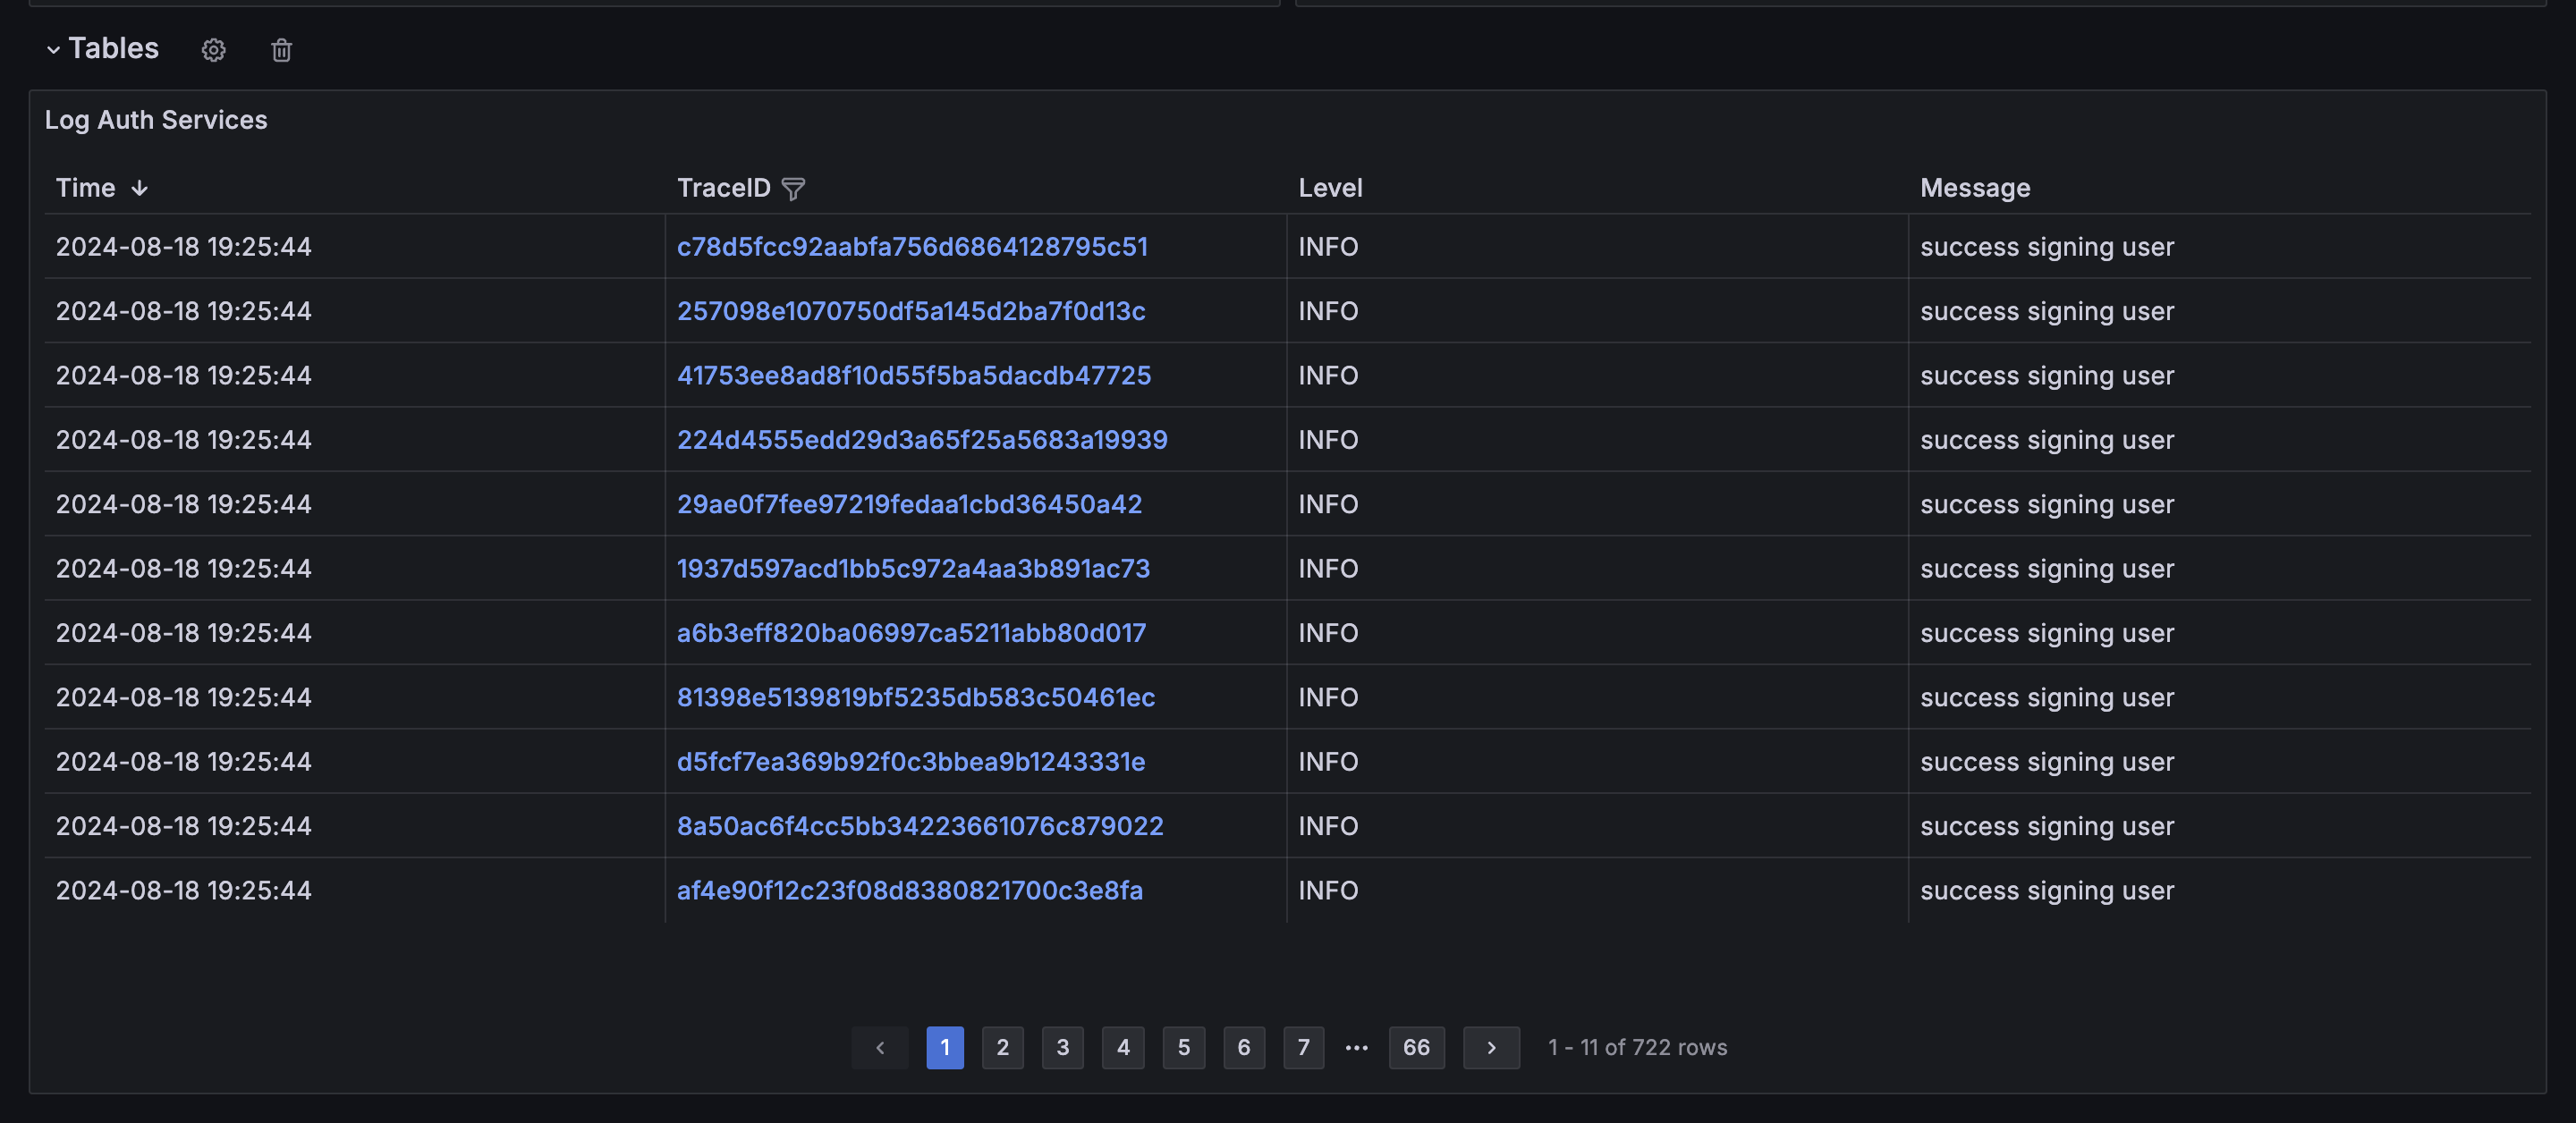 Tables
Log Auth Services
Time TraceID Level Message
2024-08-18 19:25:44 c78d5fcc92aabfa756d6864128795c51 INFO success signing user
2024-08-18 19:25:44 257098e1070750df5a145d2ba7f0d13c INFO success signing user
2024-08-18 19:25:44 41753ee8ad8f10d55f5ba5dacdb47725 INFO success signing user
2024-08-18 19:25:44 224d4555edd29d3a65f25a5683a19939 INFO success signing user
2024-08-18 19:25:44 29ae0f7fee97219fedaa1cbd36450a42 INFO success signing user
2024-08-18 19:25:44 1937d597acd1bb5c972a4aa3b891ac73 INFO success signing user
2024-08-18 19:25:44 a6b3eff820ba06997ca5211abb80d017 INFO success signing user
2024-08-18 19:25:44 81398e5139819bf5235db583c50461ec INFO success signing user
2024-08-18 19:25:44 d5fcf7ea369b92f0c3bbea9b1243331e INFO success signing user
2024-08-18 19:25:44 8a50ac6f4cc5bb34223661076c879022 INFO success signing user
2024-08-18 19:25:44 af4e90f12c23f08d8380821700c3e8fa INFO success signing user
1 2 3 4 5 6 7 ··· 66 1 - 11 of 722 rows